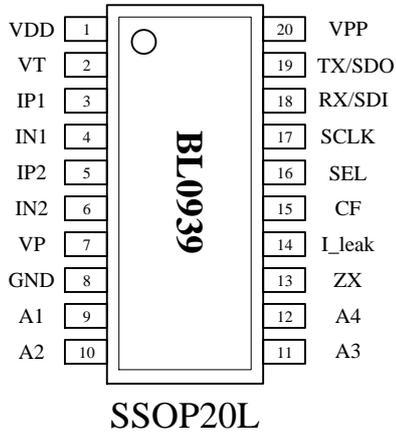 VDD 1 20 VPP
VT 2 19 TX/SDO
IP1 3 18 RX/SDI
IN1 4 17 SCLK
IP2 5 16 SEL
IN2 6 15 CF
VP 7 14 I_leak
GND 8 13 ZX
A1 9 12 A4
A2 10 11 A3
BL0939
SSOP20L